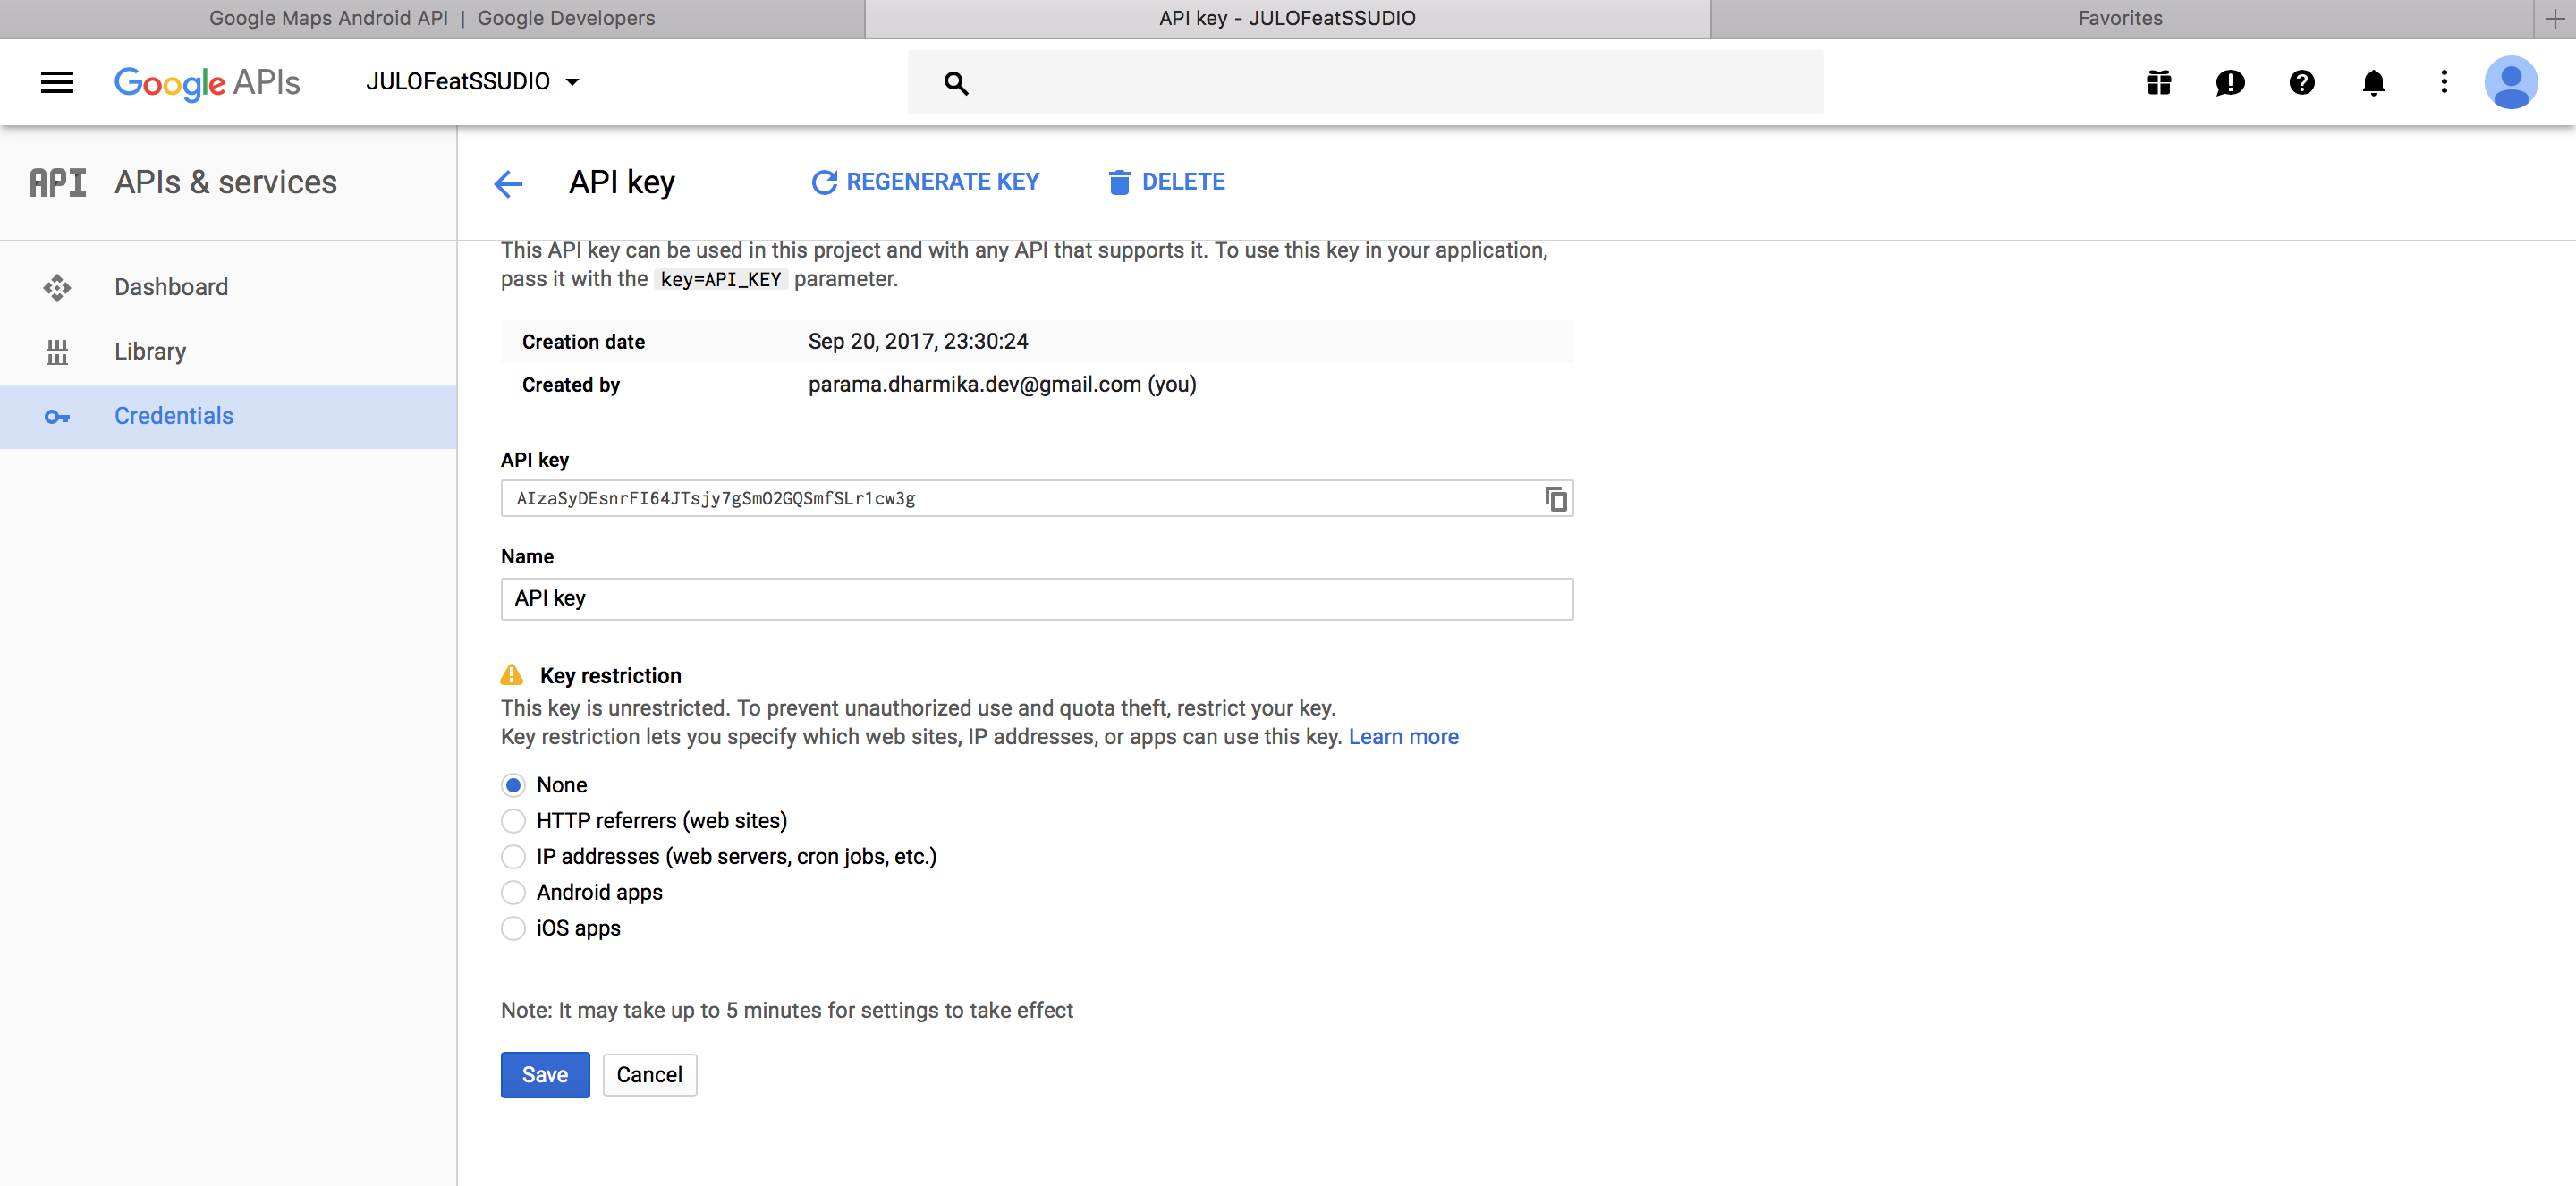 Google Maps Android API | Google Developers
API key - JULOFeatSSUDIO
Favorites
Google APIs
JULOFeatSSUDIO
API APIs & services
API key
REGENERATE KEY
DELETE
Dashboard
Library
Credentials
This API key can be used in this project and with any API that supports it. To use this key in your application,
pass it with the key=API_KEY parameter.
Creation date Sep 20, 2017, 23:30:24
Created by parama.dharmika.dev@gmail.com (you)
API key
AIzaSyDEsnrFI64JTsjy7gSmO2GQSmfSLr1cw3g
Name
API key
Key restriction
This key is unrestricted. To prevent unauthorized use and quota theft, restrict your key.
Key restriction lets you specify which web sites, IP addresses, or apps can use this key. Learn more
None
HTTP referrers (web sites)
IP addresses (web servers, cron jobs, etc.)
Android apps
iOS apps
Note: It may take up to 5 minutes for settings to take effect
Save
Cancel